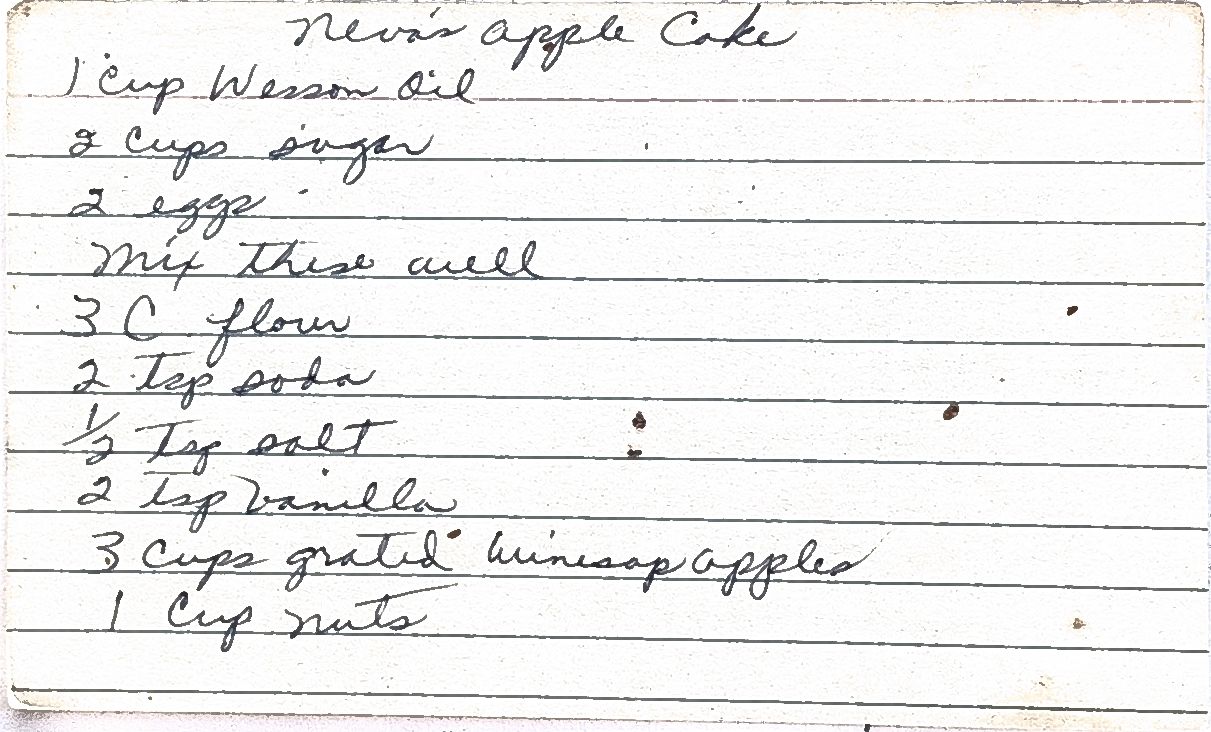 Neva's apple Cake
1 Cup Wesson Oil
2 Cups sugar
2 eggs
Mix these well
3 C flour
2 Tsp soda
1/2 Tsp salt
2 Tsp Vanilla
3 Cups grated winesap apples
1 Cup nuts